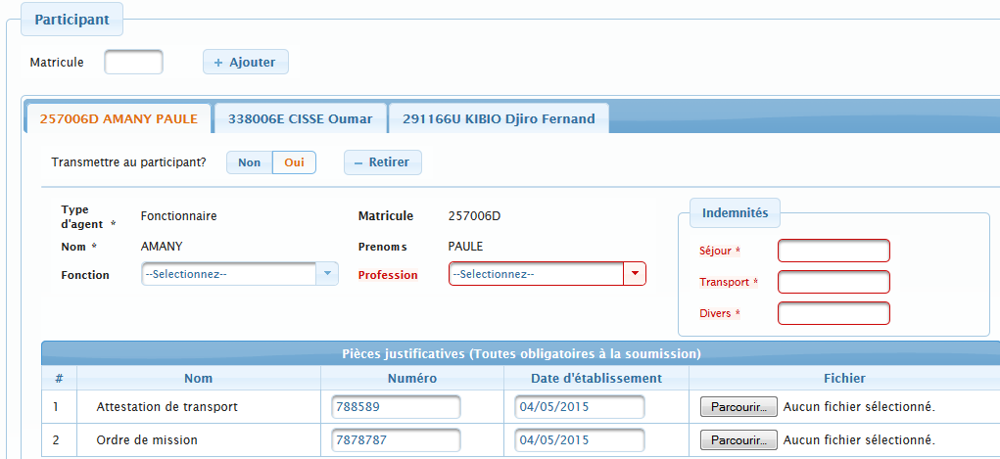 Participant
Matricule + Ajouter
257006D AMANY PAULE 338006E CISSE Oumar 291166U KIBIO Djiro Fernand
Transmettre au participant? Non Oui − Retirer
Type d'agent * Fonctionnaire Matricule 257006D
Nom * AMANY Prenoms PAULE
Fonction --Selectionnez-- Profession --Selectionnez--
Indemnités
Séjour *
Transport *
Divers *
Pièces justificatives (Toutes obligatoires à la soumission)
# Nom Numéro Date d'établissement Fichier
1 Attestation de transport 788589 04/05/2015 Parcourir... Aucun fichier sélectionné.
2 Ordre de mission 7878787 04/05/2015 Parcourir... Aucun fichier sélectionné.